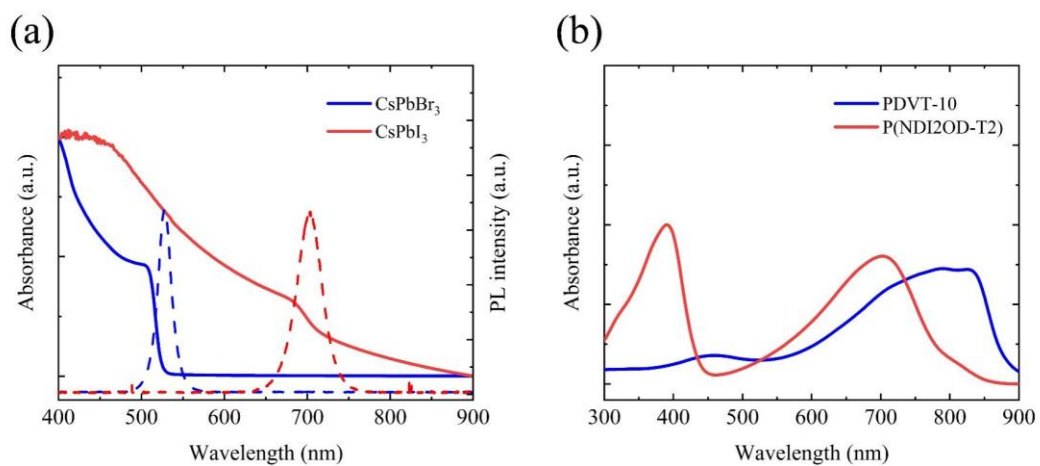 (a)
CsPbBr3
CsPbI3
Absorbance (a.u.)
PL intensity (a.u.)
400 500 600 700 800 900
Wavelength (nm)
(b)
PDVT-10
P(NDI2OD-T2)
Absorbance (a.u.)
300 400 500 600 700 800 900
Wavelength (nm)